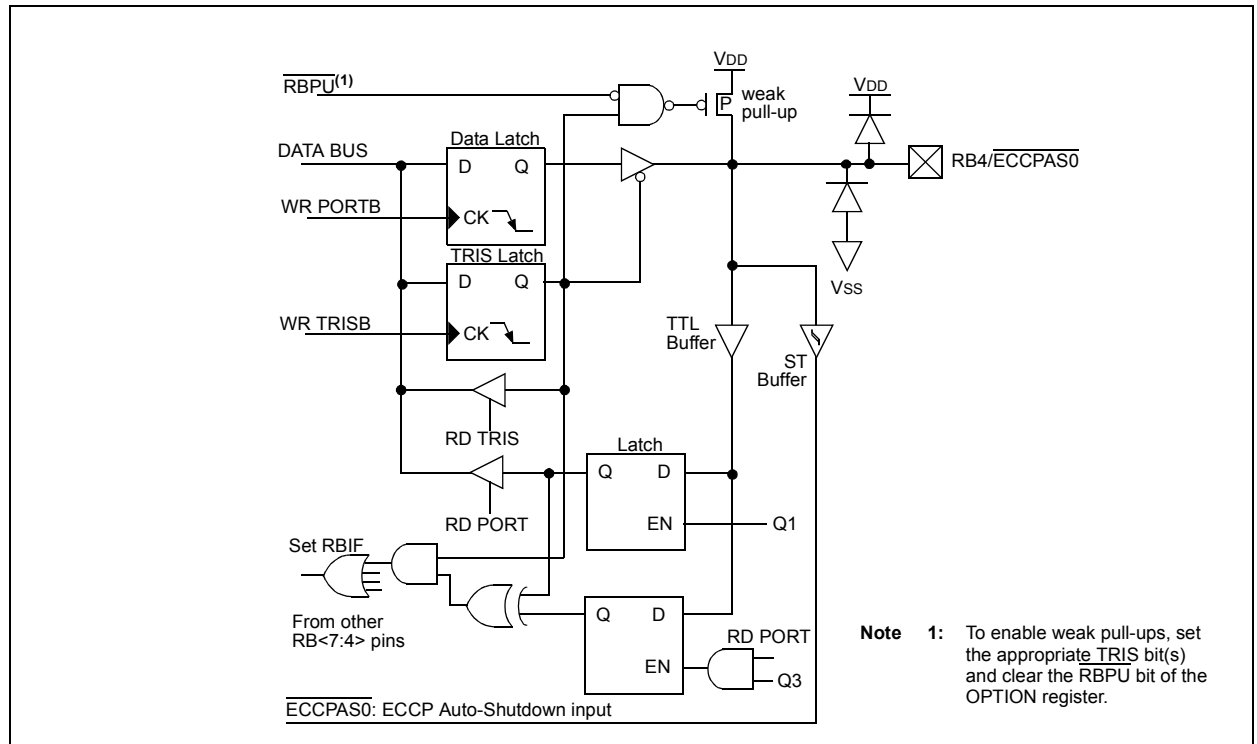 VDD
RBPU(1)
weak
pull-up
P
VDD
Data Latch
DATA BUS
D Q
RB4/ECCPAS0
WR PORTB
CK
TRIS Latch
D Q
VSS
WR TRISB
CK
TTL
Buffer
ST
Buffer
RD TRIS
Latch
Q D
RD PORT
EN
Q1
Set RBIF
From other
RB<7:4> pins
Q D
RD PORT
EN
Q3
ECCPAS0: ECCP Auto-Shutdown input
Note 1: To enable weak pull-ups, set
the appropriate TRIS bit(s)
and clear the RBPU bit of the
OPTION register.